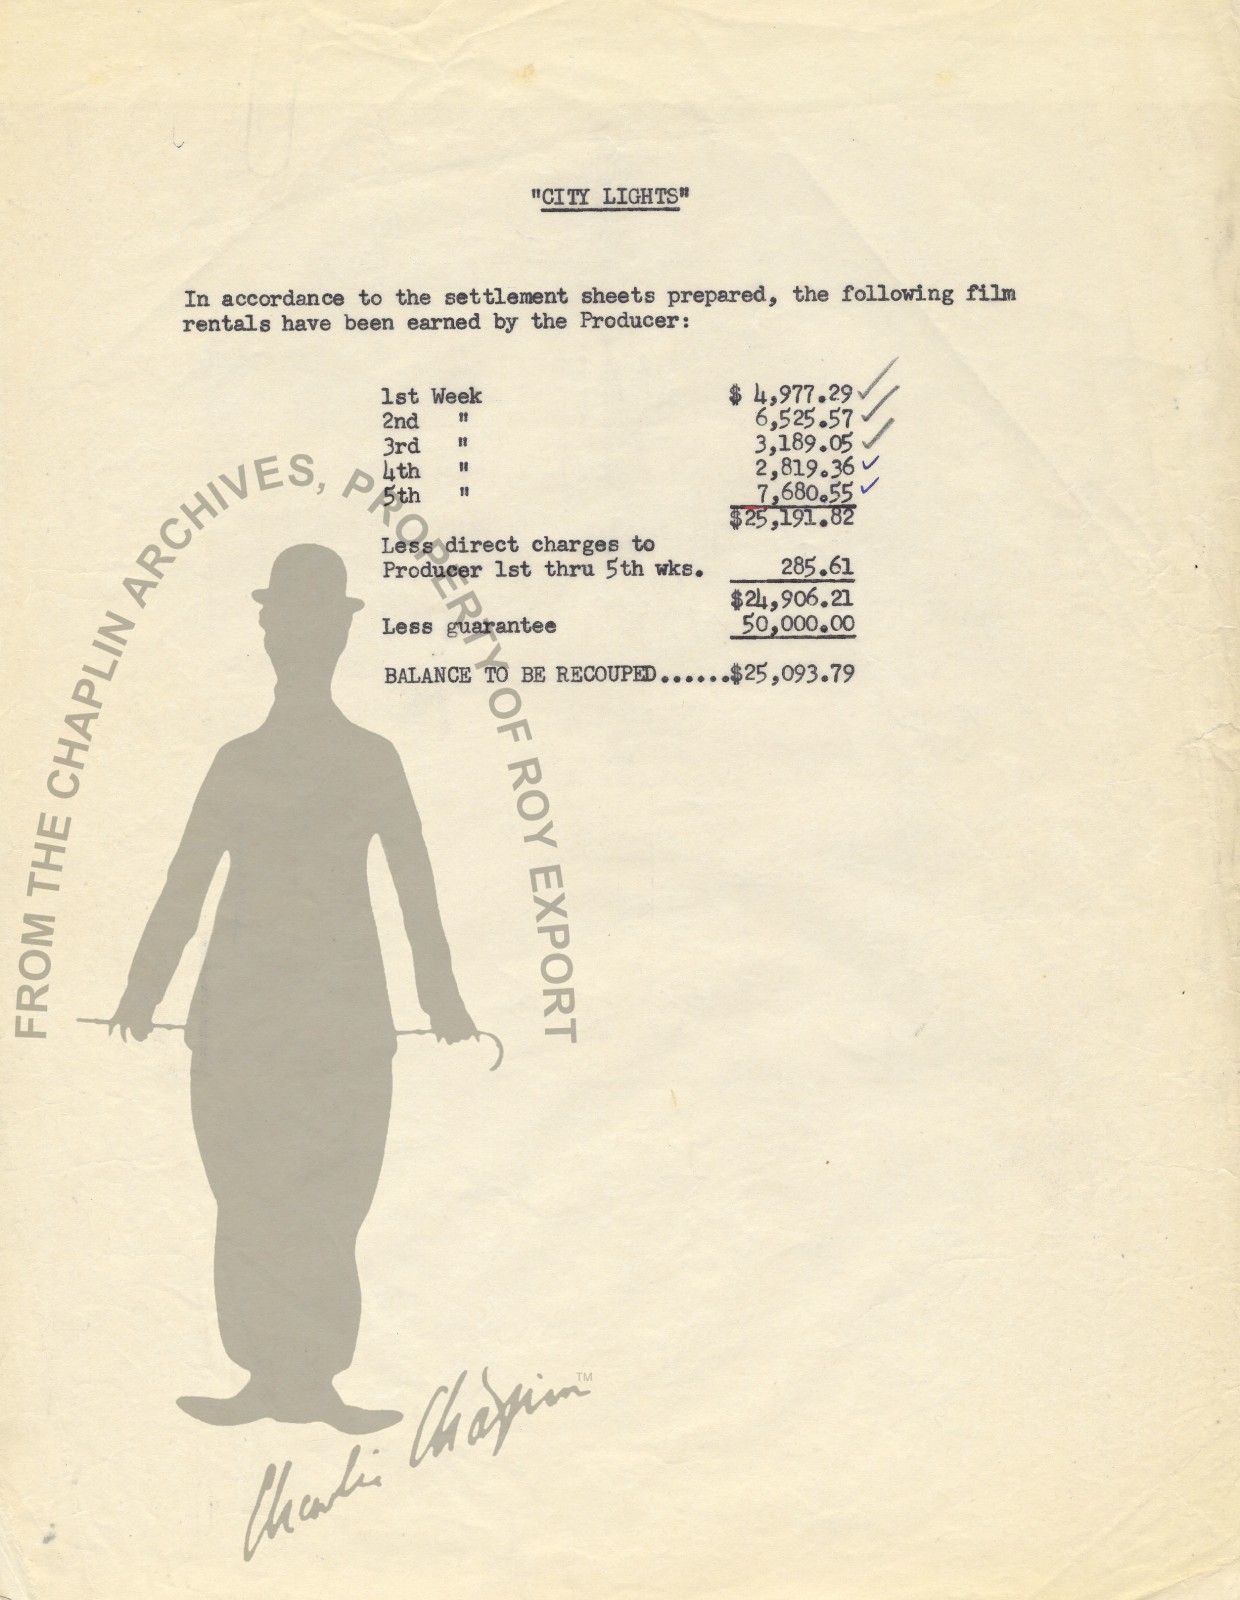 "CITY LIGHTS"
In accordance to the settlement sheets prepared, the following film
rentals have been earned by the Producer:
1st Week $ 4,977.29
2nd " 6,525.57
3rd " 3,189.05
4th " 2,819.36
5th " 7,680.55
$25,191.82
Less direct charges to
Producer 1st thru 5th wks. 285.61
$24,906.21
Less guarantee 50,000.00
BALANCE TO BE RECOUPED......$25,093.79
FROM THE CHAPLIN ARCHIVES, PROPERTY OF ROY EXPORT
Charlie Chaplin TM